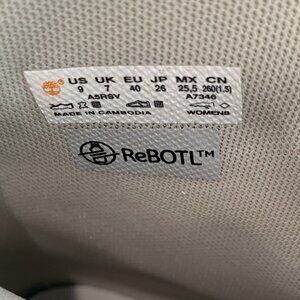 US UK EU JP MX CN
9 7 40 26 25,5 260(1.5)
A5RSV A7346
MADE IN CAMBODIA WOMENS
ReBOTL™